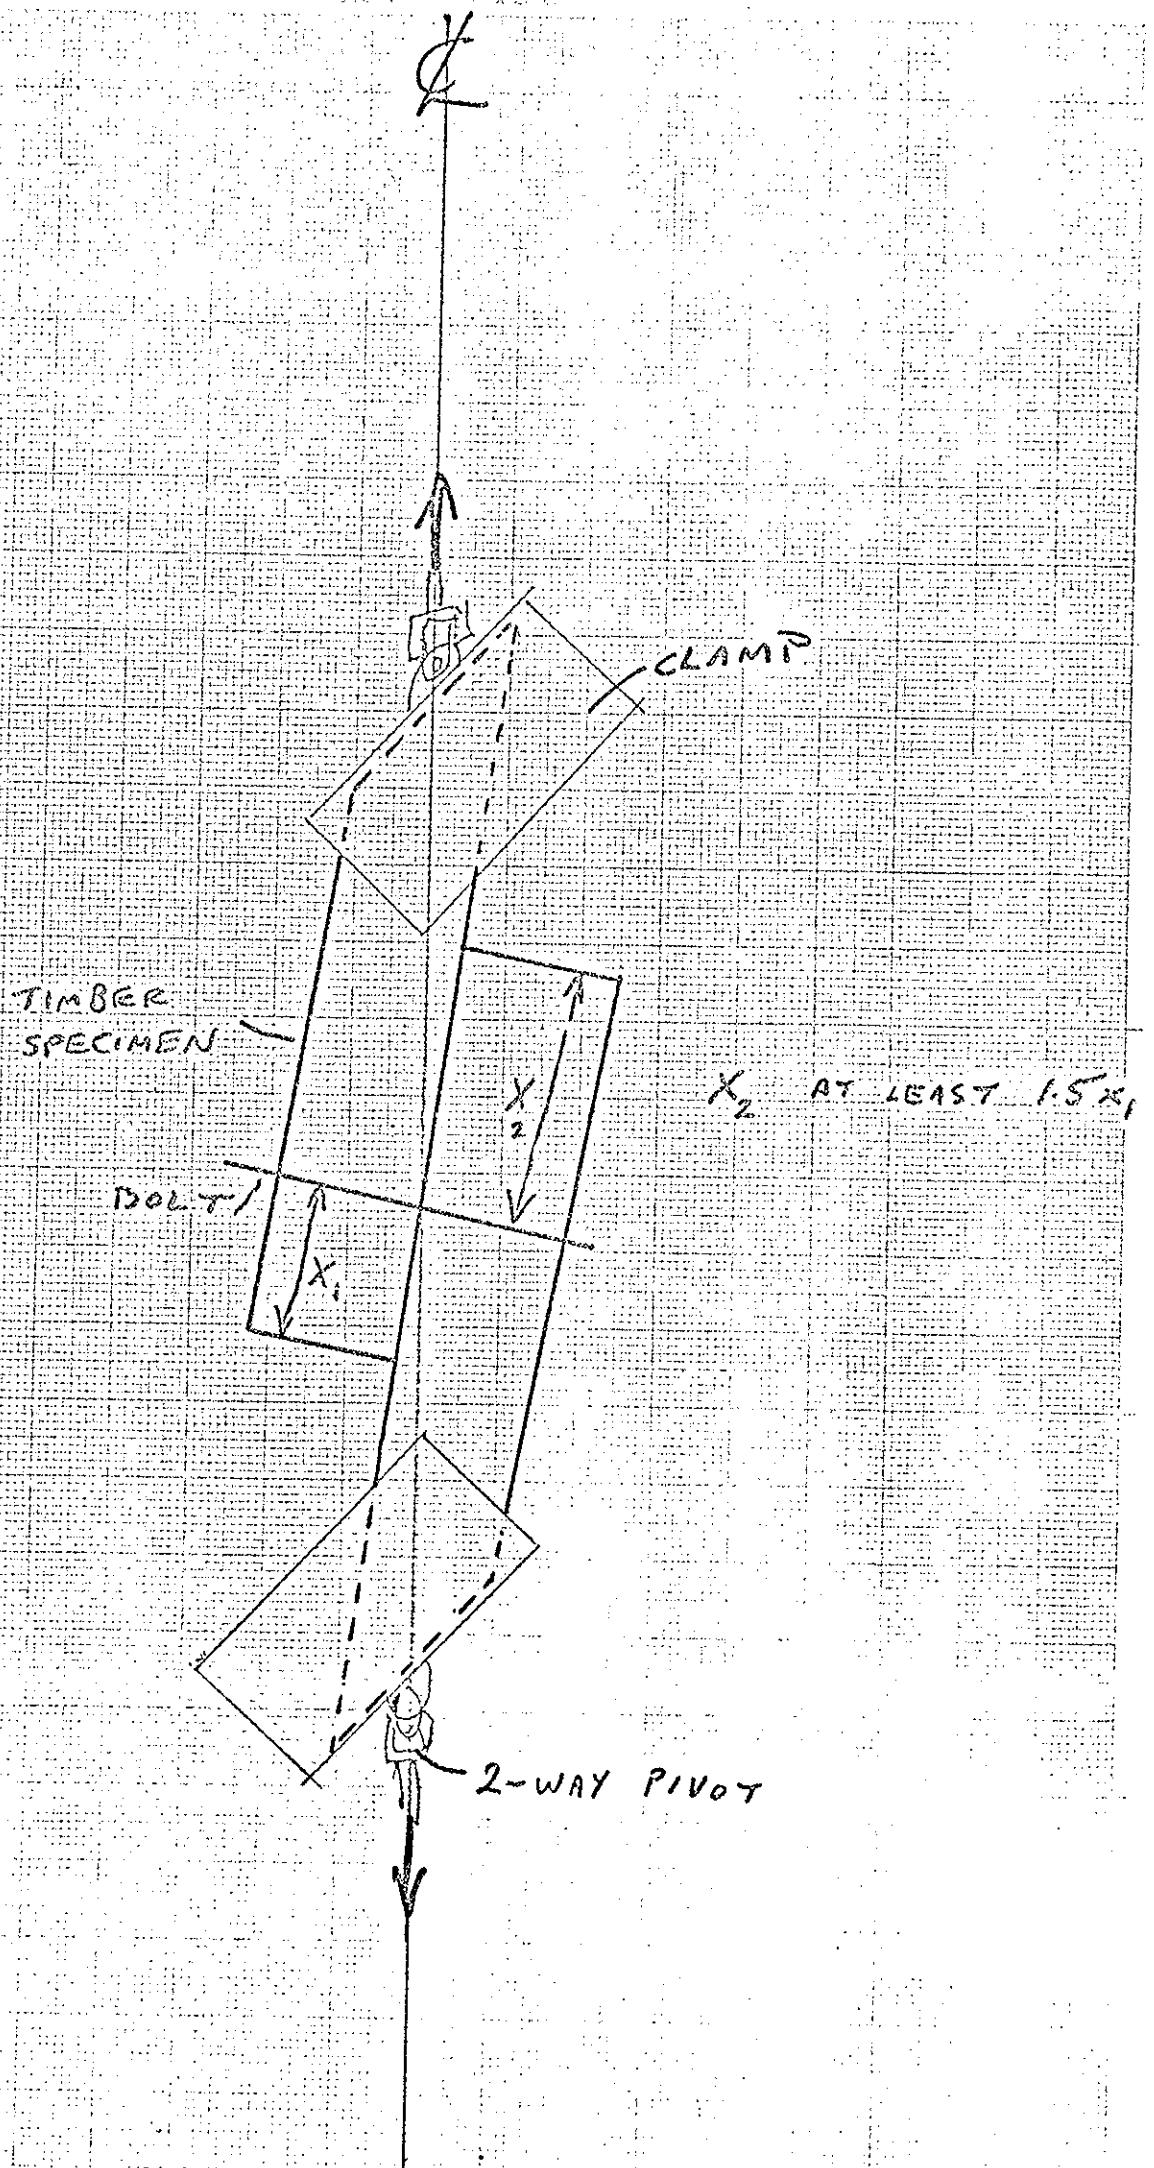 ℄
CLAMP
TIMBER
SPECIMEN
X₂
X₂ AT LEAST 1.5x₁
BOLT
X₁
2-WAY PIVOT